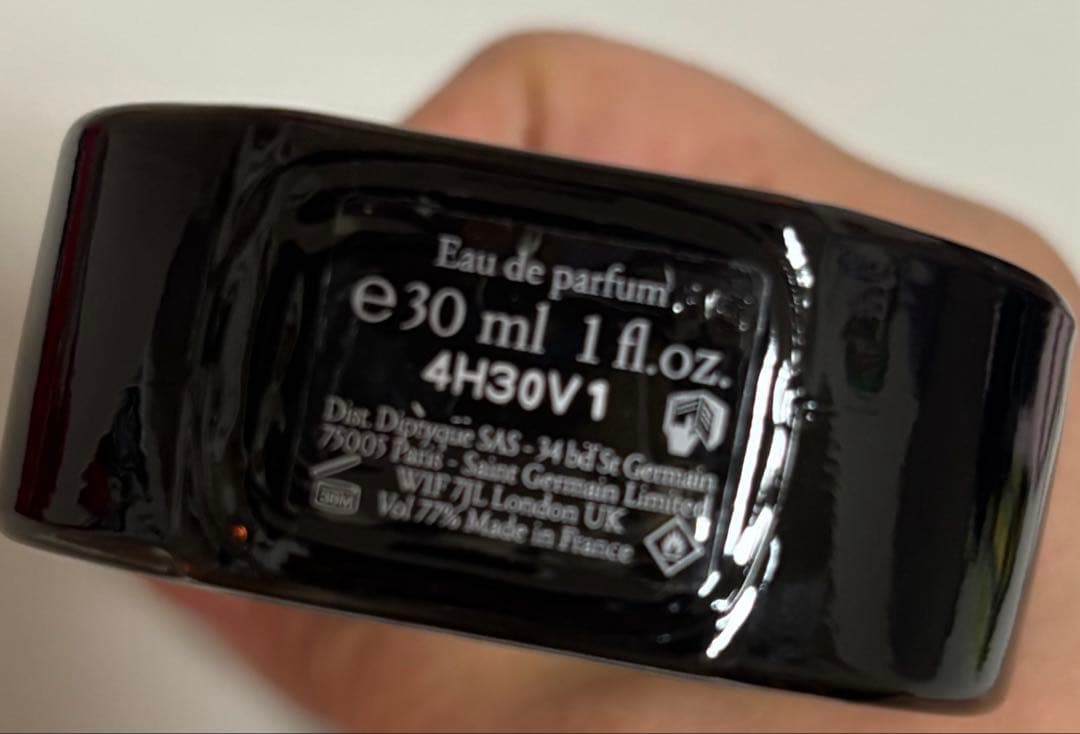 Eau de parfum
e30 ml 1 fl.oz.
4H30V1
Dist. Diptyque SAS - 34 bd St Germain
75005 Paris - Saint Germain Limited
W1F 7JL London UK
Vol 77% Made in France